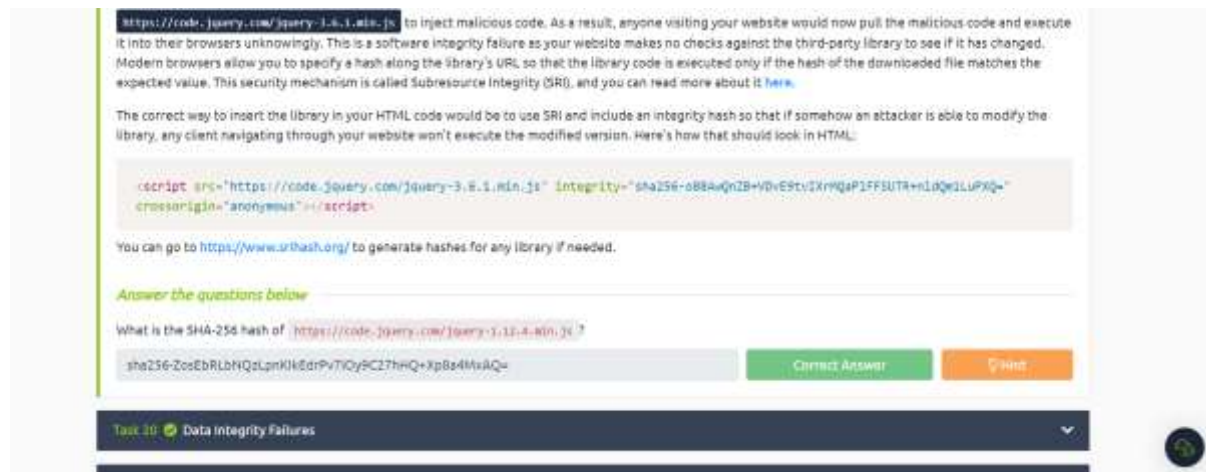 https://code.jquery.com/jquery-3.6.1.min.js to inject malicious code. As a result, anyone visiting your website would now pull the malicious code and execute
it into their browsers unknowingly. This is a software integrity failure as your website makes no checks against the third-party library to see if it has changed.
Modern browsers allow you to specify a hash along the library's URL so that the library code is executed only if the hash of the downloaded file matches the
expected value. This security mechanism is called Subresource Integrity (SRI), and you can read more about it here.
The correct way to insert the library in your HTML code would be to use SRI and include an integrity hash so that if somehow an attacker is able to modify the
library, any client navigating through your website won't execute the modified version. Here's how that should look in HTML:
<script src="https://code.jquery.com/jquery-3.6.1.min.js" integrity="sha256-o88AwQnZB+VDvE9tvIXrMQaPlFFSUTR+nldQm1LuPXQ="
crossorigin="anonymous"></script>
You can go to https://www.srihash.org/ to generate hashes for any library if needed.
Answer the questions below
What is the SHA-256 hash of https://code.jquery.com/jquery-1.12.4.min.js ?
sha256-ZosEbRLbNQzLpnKIkEdrPv7lOy9C27hHQ+Xp8a4MxAQ=
Correct Answer
Hint
Task 20 Data Integrity Failures